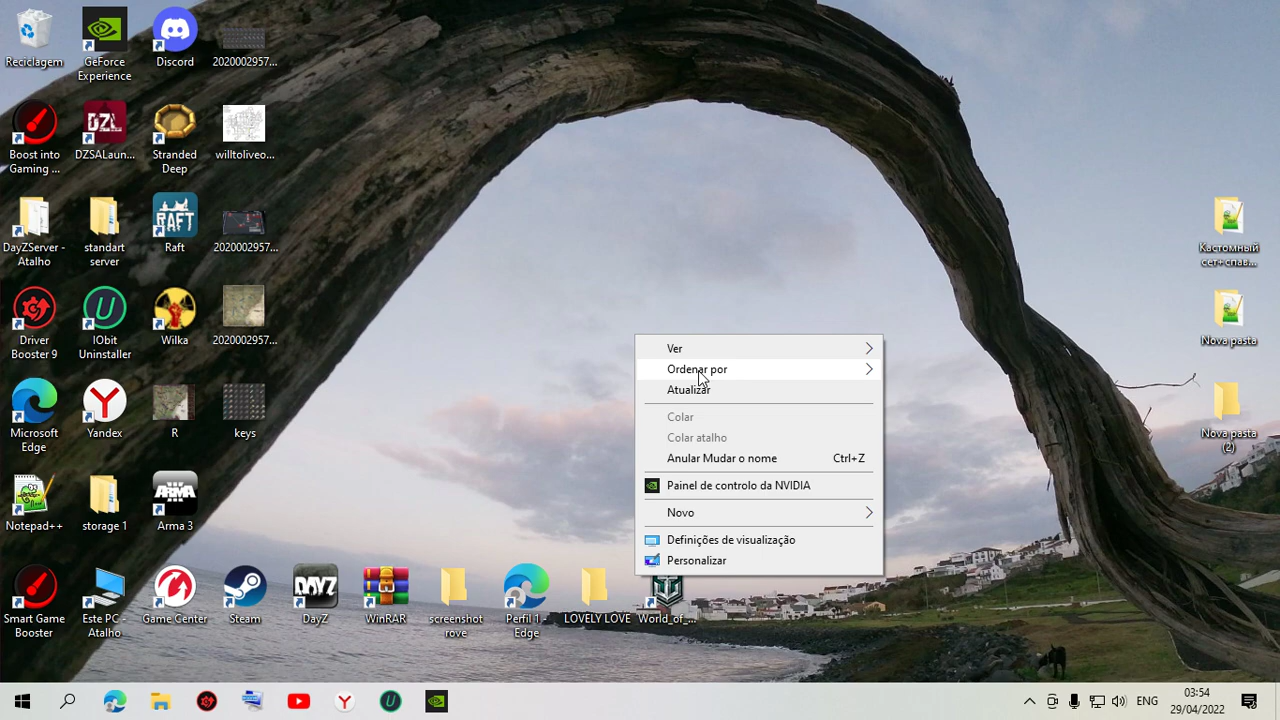 Reciclagem
GeForce
Experience
Discord
2020002957...
Boost into
Gaming ...
DZL
DZSALaun...
Stranded
Deep
willtoliveo...
DayZServer -
Atalho
standart
server
RAFT
Raft
2020002957...
Driver
Booster 9
IObit
Uninstaller
Wilka
2020002957...
Microsoft
Edge
Yandex
R
keys
Notepad++
storage 1
ARMA
Arma 3
Smart Game
Booster
Este PC -
Atalho
Game Center
Steam
DAYZ
DayZ
WinRAR
screenshot
rove
Perfil 1 -
Edge
LOVELY LOVE
World_of_...
Кастомный
сет+спав...
Nova pasta
Nova pasta
(2)
Ver
Ordenar por
Atualizar
Colar
Colar atalho
Anular Mudar o nome Ctrl+Z
Painel de controlo da NVIDIA
Novo
Definições de visualização
Personalizar
ENG
03:54
29/04/2022